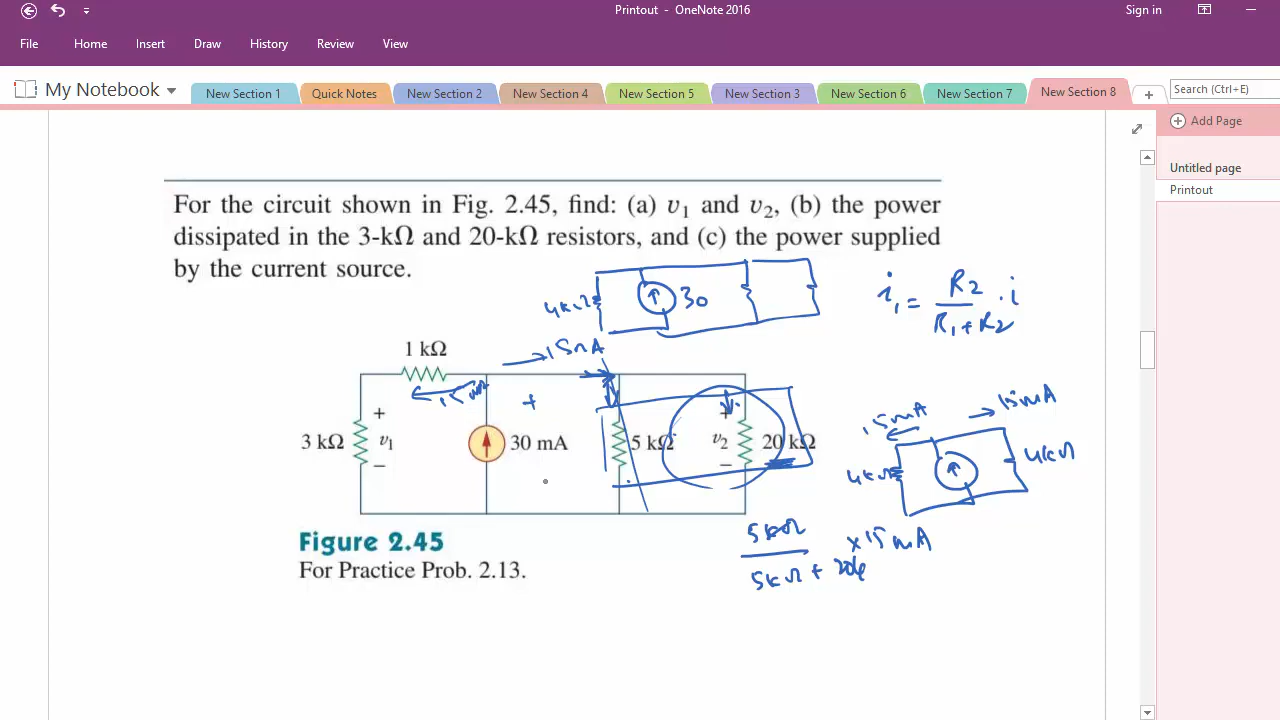 Printout - OneNote 2016
Sign in
File Home Insert Draw History Review View
My Notebook New Section 1 Quick Notes New Section 2 New Section 4 New Section 5 New Section 3 New Section 6 New Section 7 New Section 8 + Search (Ctrl+E)
Add Page
Untitled page
Printout
For the circuit shown in Fig. 2.45, find: (a) v₁ and v₂, (b) the power
dissipated in the 3-kΩ and 20-kΩ resistors, and (c) the power supplied
by the current source.
4kΩ 30
i₁ = R2 / R1+R2 · i
1 kΩ
15mA
+
3 kΩ + v₁ − 30 mA 5 kΩ + v₂ − 20 kΩ
15mA 15mA
4kΩ 4kΩ
Figure 2.45
For Practice Prob. 2.13.
5kΩ
× 15 mA
5kΩ +